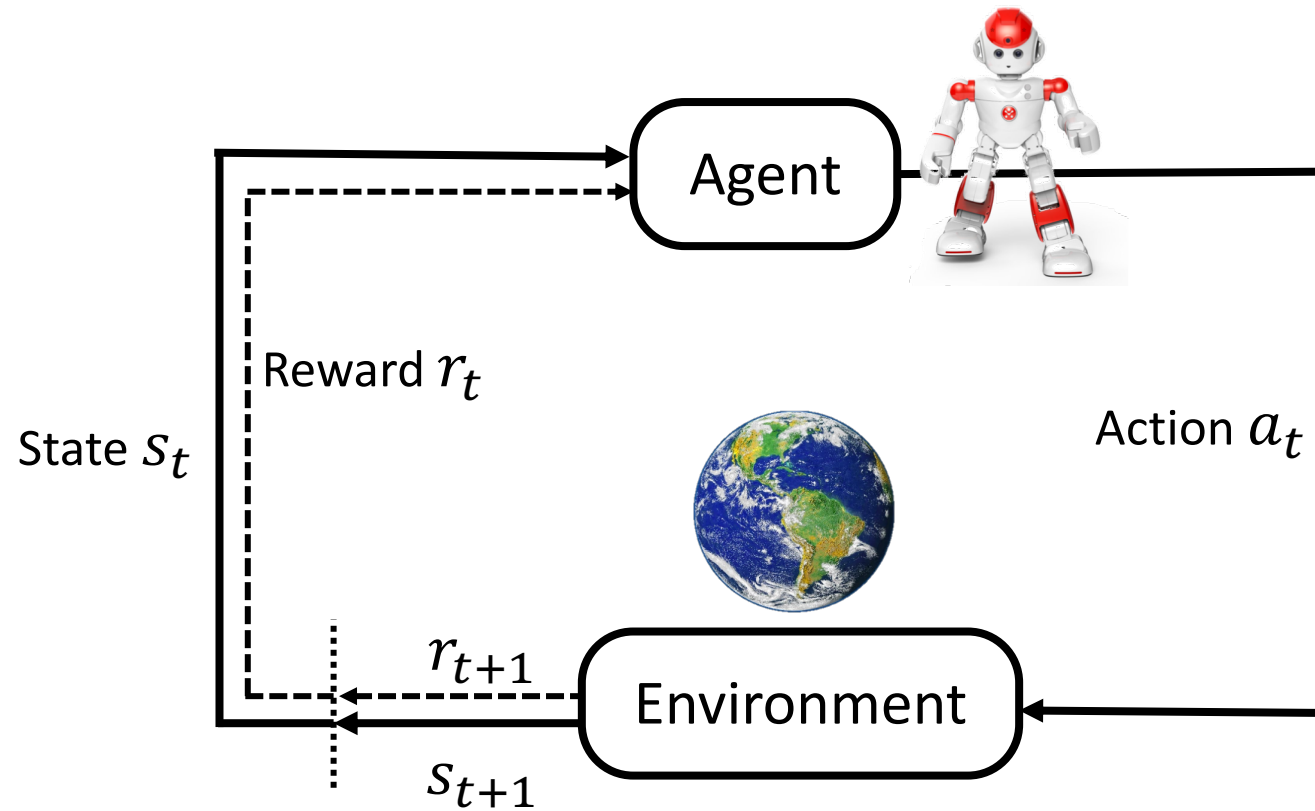 Agent
Reward r_t
State s_t
Action a_t
r_{t+1}
Environment
s_{t+1}